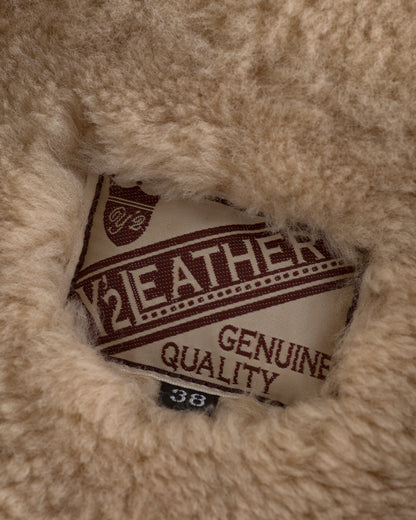 Y'2
Y'2 LEATHER
GENUINE
QUALITY
38